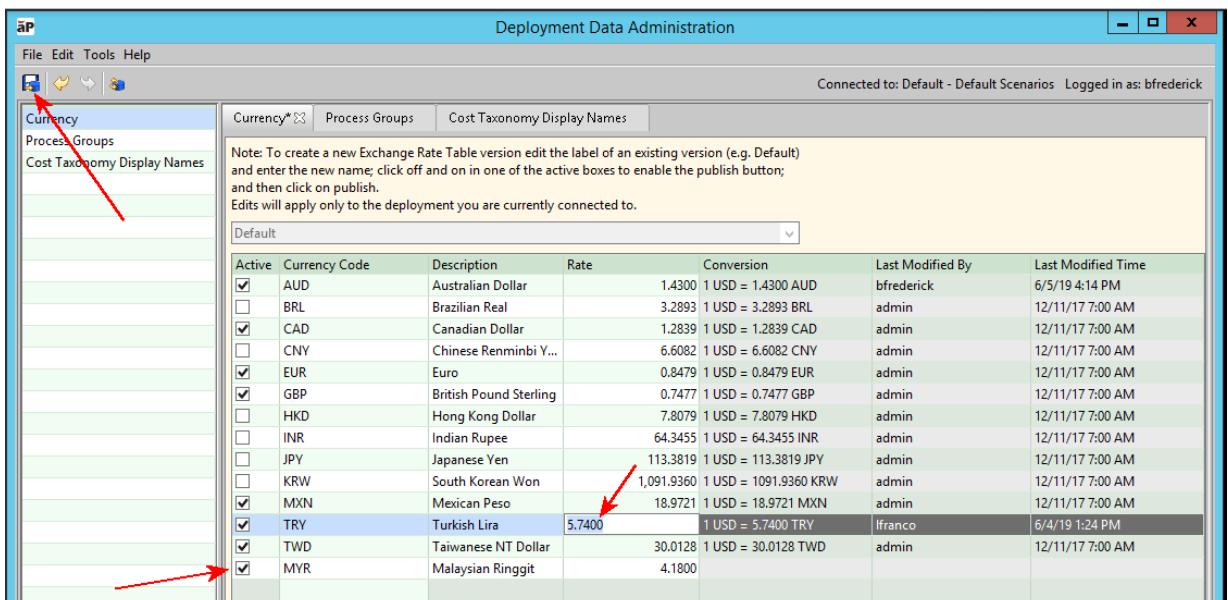 āP
Deployment Data Administration
File Edit Tools Help
Connected to: Default - Default Scenarios Logged in as: bfrederick
Currency
Process Groups
Cost Taxonomy Display Names
Currency* Process Groups Cost Taxonomy Display Names
Note: To create a new Exchange Rate Table version edit the label of an existing version (e.g. Default)
and enter the new name; click off and on in one of the active boxes to enable the publish button;
and then click on publish.
Edits will apply only to the deployment you are currently connected to.
Default
Active Currency Code Description Rate Conversion Last Modified By Last Modified Time
AUD Australian Dollar 1.4300 1 USD = 1.4300 AUD bfrederick 6/5/19 4:14 PM
BRL Brazilian Real 3.2893 1 USD = 3.2893 BRL admin 12/11/17 7:00 AM
CAD Canadian Dollar 1.2839 1 USD = 1.2839 CAD admin 12/11/17 7:00 AM
CNY Chinese Renminbi Y... 6.6082 1 USD = 6.6082 CNY admin 12/11/17 7:00 AM
EUR Euro 0.8479 1 USD = 0.8479 EUR admin 12/11/17 7:00 AM
GBP British Pound Sterling 0.7477 1 USD = 0.7477 GBP admin 12/11/17 7:00 AM
HKD Hong Kong Dollar 7.8079 1 USD = 7.8079 HKD admin 12/11/17 7:00 AM
INR Indian Rupee 64.3455 1 USD = 64.3455 INR admin 12/11/17 7:00 AM
JPY Japanese Yen 113.3819 1 USD = 113.3819 JPY admin 12/11/17 7:00 AM
KRW South Korean Won 1,091.9360 1 USD = 1091.9360 KRW admin 12/11/17 7:00 AM
MXN Mexican Peso 18.9721 1 USD = 18.9721 MXN admin 12/11/17 7:00 AM
TRY Turkish Lira 5.7400 1 USD = 5.7400 TRY lfranco 6/4/19 1:24 PM
TWD Taiwanese NT Dollar 30.0128 1 USD = 30.0128 TWD admin 12/11/17 7:00 AM
MYR Malaysian Ringgit 4.1800